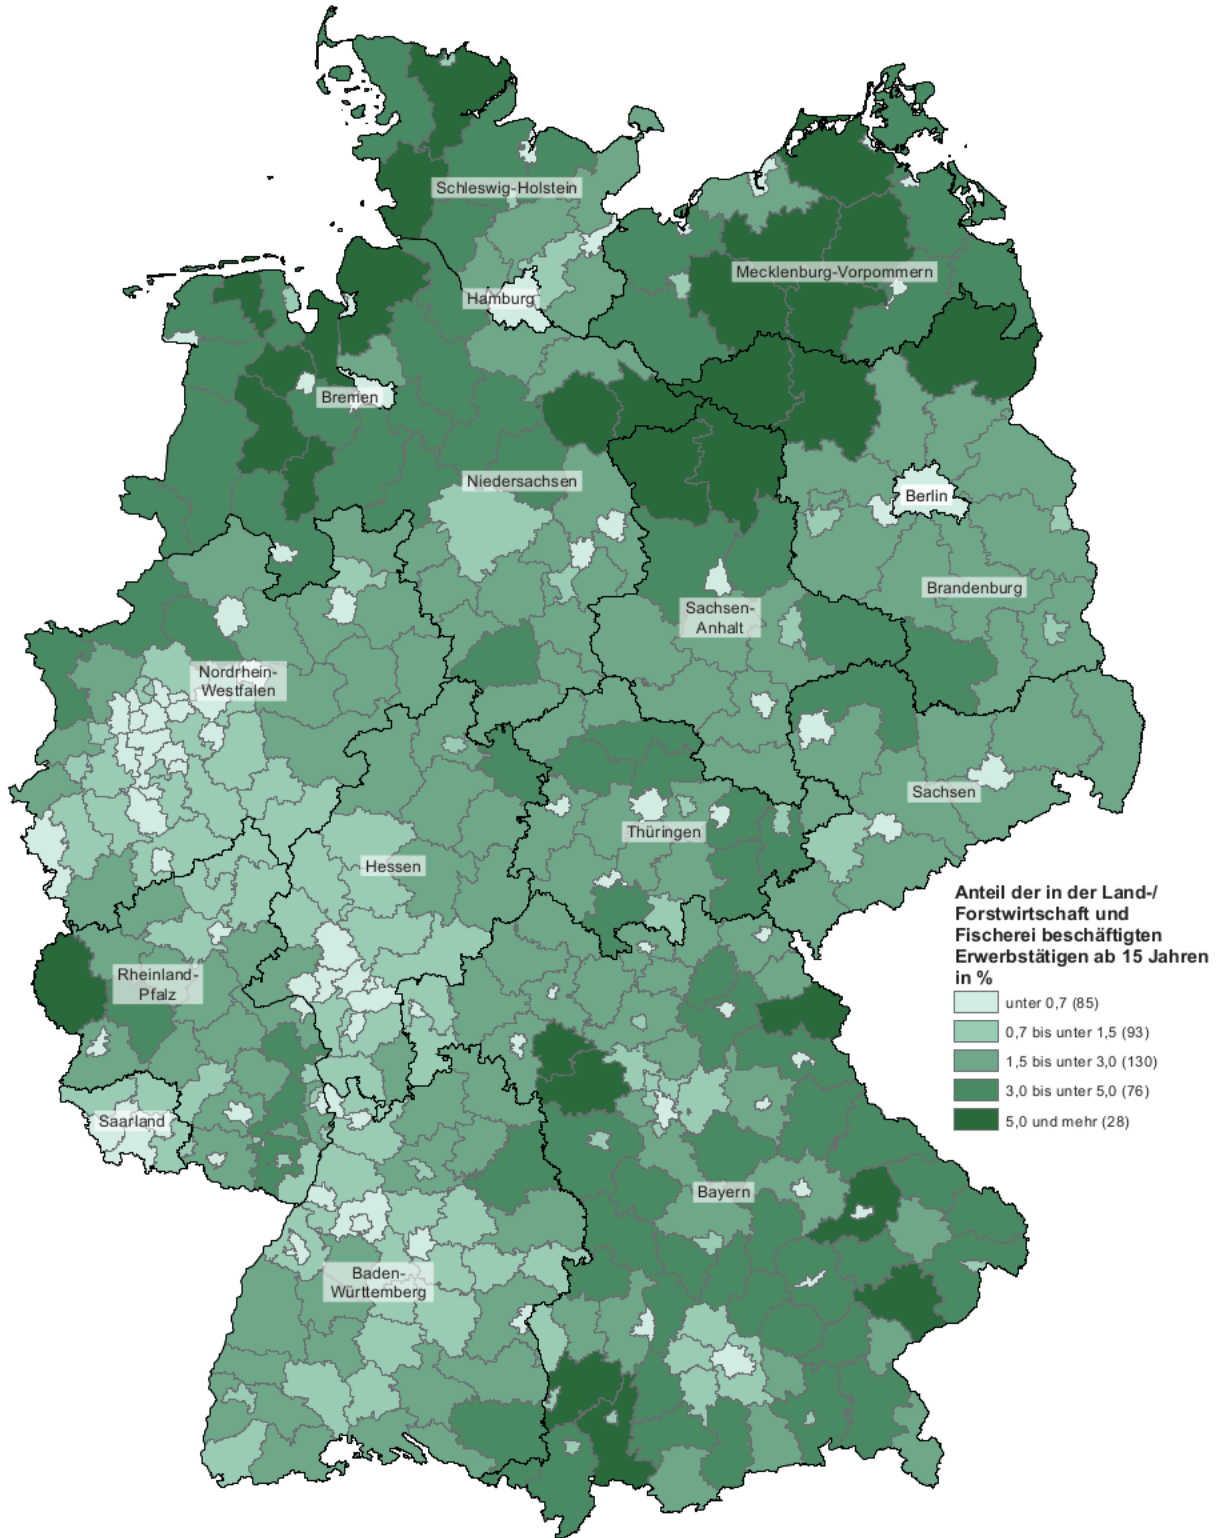 Schleswig-Holstein
Mecklenburg-Vorpommern
Hamburg
Bremen
Niedersachsen
Berlin
Brandenburg
Sachsen-
Anhalt
Nordrhein-
Westfalen
Sachsen
Thüringen
Hessen
Rheinland-
Pfalz
Saarland
Bayern
Baden-
Württemberg
Anteil der in der Land-/
Forstwirtschaft und
Fischerei beschäftigten
Erwerbstätigen ab 15 Jahren
in %
unter 0,7 (85)
0,7 bis unter 1,5 (93)
1,5 bis unter 3,0 (130)
3,0 bis unter 5,0 (76)
5,0 und mehr (28)